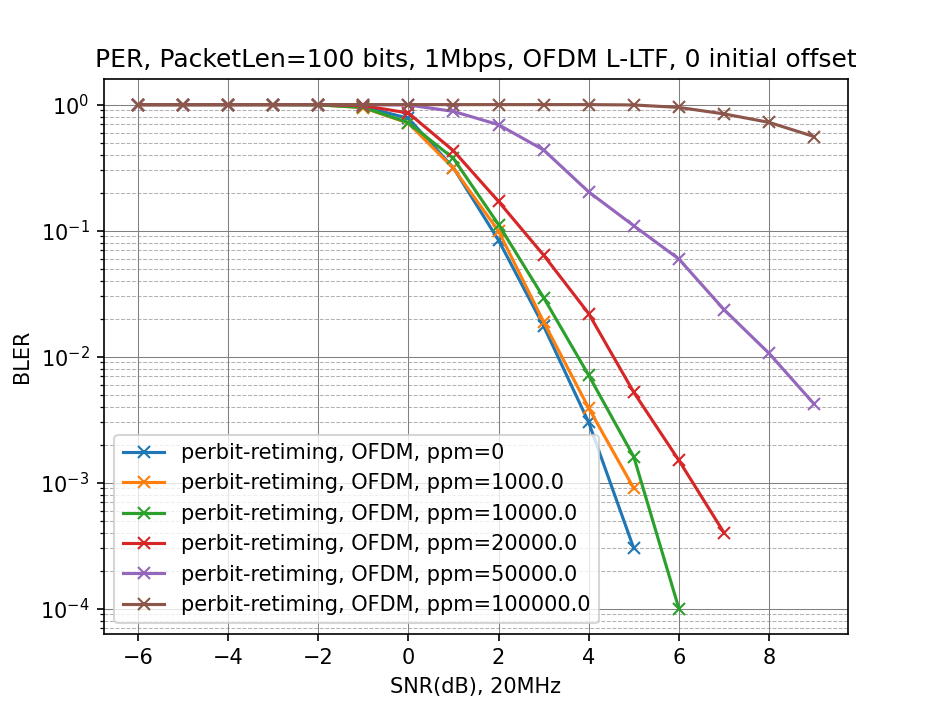 PER, PacketLen=100 bits, 1Mbps, OFDM L-LTF, 0 initial offset
10⁰
10⁻¹
10⁻²
10⁻³
10⁻⁴
BLER
perbit-retiming, OFDM, ppm=0
perbit-retiming, OFDM, ppm=1000.0
perbit-retiming, OFDM, ppm=10000.0
perbit-retiming, OFDM, ppm=20000.0
perbit-retiming, OFDM, ppm=50000.0
perbit-retiming, OFDM, ppm=100000.0
−6 −4 −2 0 2 4 6 8
SNR(dB), 20MHz